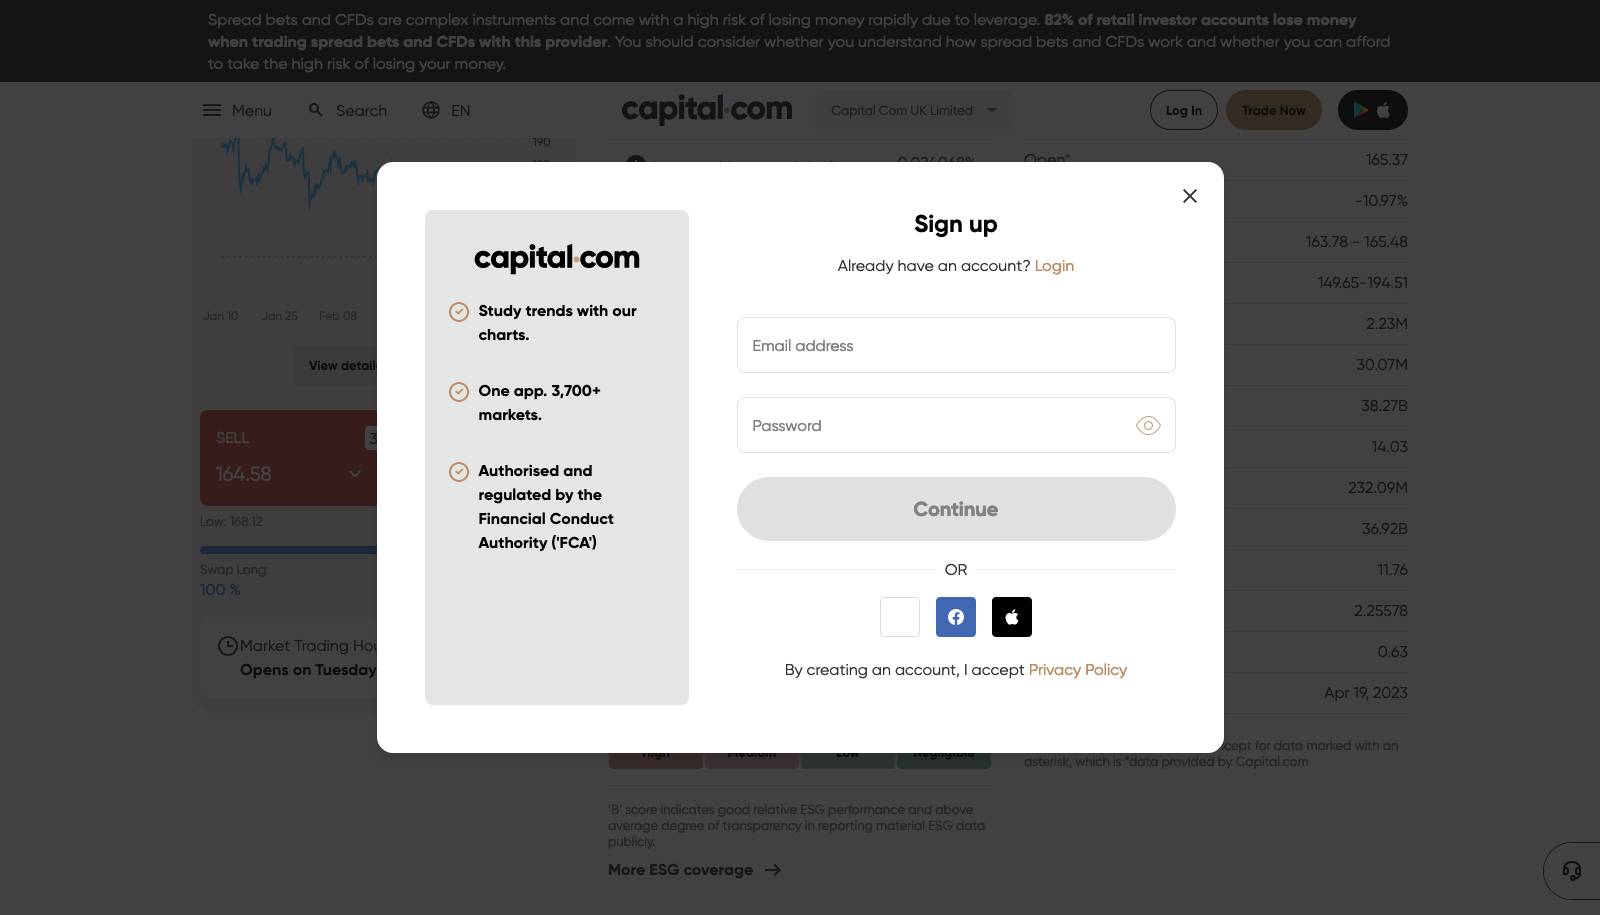 Spread bets and CFDs are complex instruments and come with a high risk of losing money rapidly due to leverage. 82% of retail investor accounts lose money
when trading spread bets and CFDs with this provider. You should consider whether you understand how spread bets and CFDs work and whether you can afford
to take the high risk of losing your money.
Menu
Search
EN
capital.com
Capital Com UK Limited
Log In
Trade Now
190
Open*
165.37
-10.97%
163.78 - 165.48
149.65-194.51
2.23M
30.07M
38.27B
14.03
232.09M
36.92B
11.76
2.25578
0.63
Apr 19, 2023
Jan 10
Jan 25
Feb 08
View detail
SELL
164.58
Low: 168.12
Swap Long:
100 %
Market Trading Hou
Opens on Tuesday
capital.com
Study trends with our
charts.
One app. 3,700+
markets.
Authorised and
regulated by the
Financial Conduct
Authority ('FCA')
Sign up
Already have an account? Login
Email address
Password
Continue
OR
By creating an account, I accept Privacy Policy
High
Medium
Low
Negligible
cept for data marked with an
asterisk, which is *data provided by Capital.com
'B' score indicates good relative ESG performance and above
average degree of transparency in reporting material ESG data
publicly.
More ESG coverage